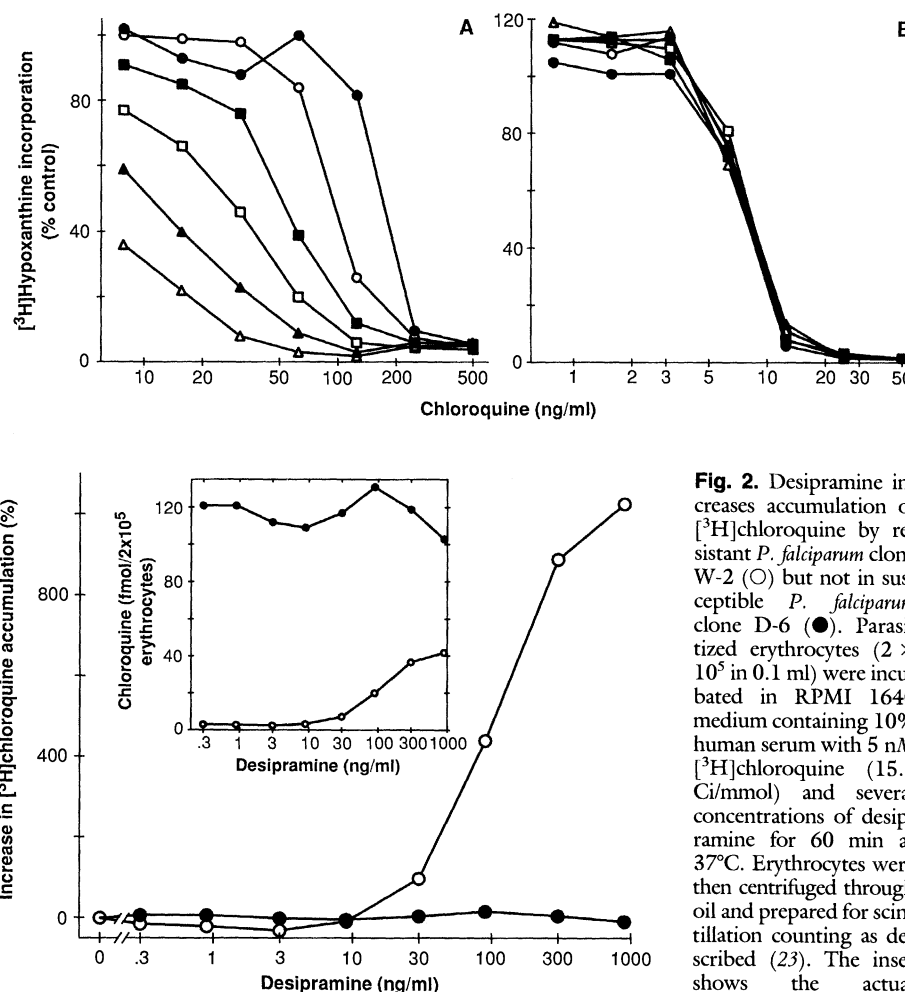 A
[³H]Hypoxanthine incorporation
(% control)
80
40
0
10 20 50 100 200 500
120
80
40
0
1 2 3 5 10 20 30
Chloroquine (ng/ml)
Increase in [³H]chloroquine accumulation (%)
800
400
0
0 .3 1 3 10 30 100 300 1000
Desipramine (ng/ml)
Chloroquine (fmol/2x10⁵
erythrocytes)
120
80
40
0
.3 1 3 10 30 100 300 1000
Desipramine (ng/ml)
Fig. 2. Desipramine in
creases accumulation
[³H]chloroquine by re
sistant P. falciparum clon
W-2 (○) but not in sus
ceptible P. falciparum
clone D-6 (●). Parasi
tized erythrocytes (2 ×
10⁵ in 0.1 ml) were incu
bated in RPMI 1640
medium containing 10%
human serum with 5 nM
[³H]chloroquine (15.
Ci/mmol) and severa
concentrations of desip
ramine for 60 min a
37°C. Erythrocytes wer
then centrifuged through
oil and prepared for scin
tillation counting as de
scribed (23). The inse
shows the actua